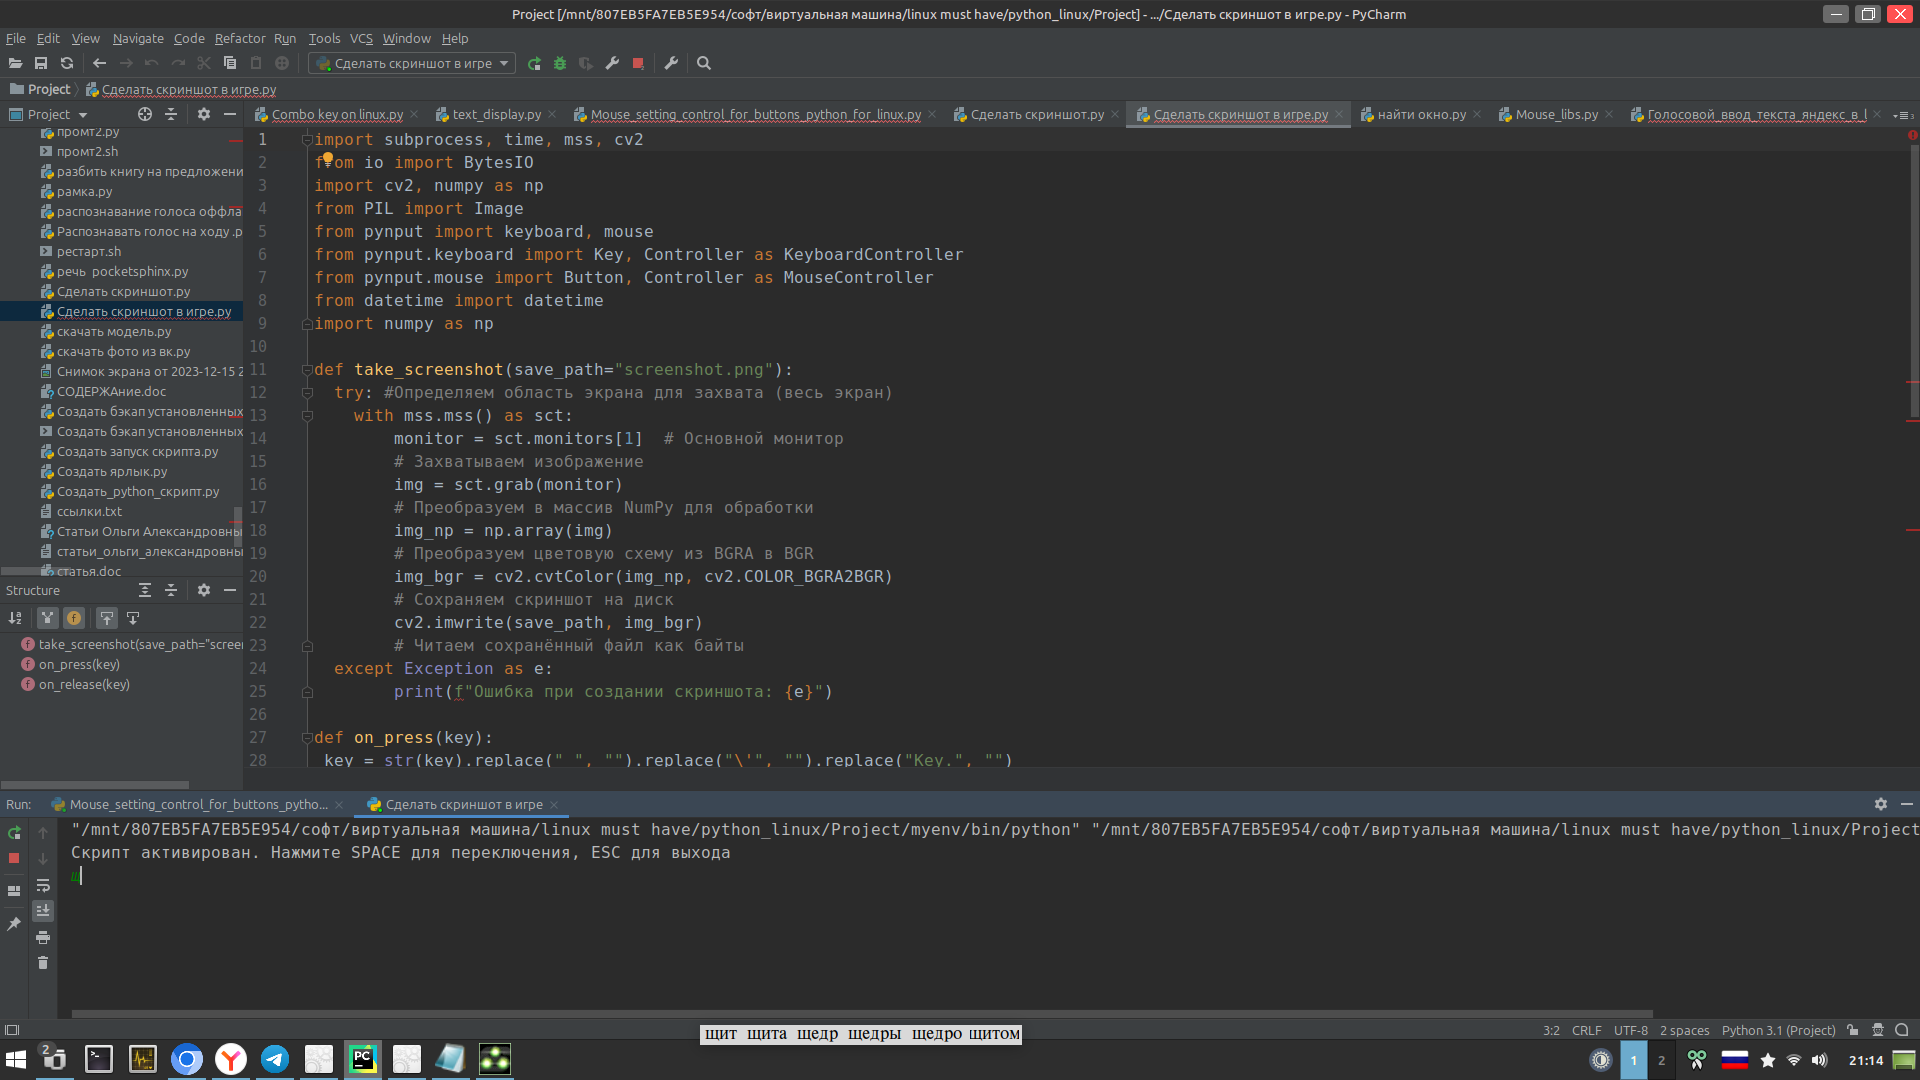 Project [/mnt/807EB5FA7EB5E954/софт/виртуальная машина/linux must have/python_linux/Project] - .../Сделать скриншот в игре.py - PyCharm
File Edit View Navigate Code Refactor Run Tools VCS Window Help
Сделать скриншот в игре
Project Сделать скриншот в игре.py
Project
Combo key on linux.py text_display.py Mouse_setting_control_for_buttons_python_for_linux.py Сделать скриншот.py Сделать скриншот в игре.py найти окно.py Mouse_libs.py Голосовой_ввод_текста_яндекс_в_l
промт2.py
промт2.sh
разбить книгу на предложени
рамка.py
распознавание голоса оффла
Распознавать голос на ходу .p
рестарт.sh
речь pocketsphinx.py
Сделать скриншот.py
Сделать скриншот в игре.py
скачать модель.py
скачать фото из вк.py
Снимок экрана от 2023-12-15 2
СОДЕРЖАние.doc
Создать бэкап установленных
Создать бэкап установленных
Создать запуск скрипта.py
Создать ярлык.py
Создать_python_скрипт.py
ссылки.txt
Статьи Ольги Александровны
статьи_ольги_александровны
статья.doc
Structure
take_screenshot(save_path="screen
on_press(key)
on_release(key)
1 import subprocess, time, mss, cv2
2 from io import BytesIO
3 import cv2, numpy as np
4 from PIL import Image
5 from pynput import keyboard, mouse
6 from pynput.keyboard import Key, Controller as KeyboardController
7 from pynput.mouse import Button, Controller as MouseController
8 from datetime import datetime
9 import numpy as np
10
11 def take_screenshot(save_path="screenshot.png"):
12 try: #Определяем область экрана для захвата (весь экран)
13 with mss.mss() as sct:
14 monitor = sct.monitors[1] # Основной монитор
15 # Захватываем изображение
16 img = sct.grab(monitor)
17 # Преобразуем в массив NumPy для обработки
18 img_np = np.array(img)
19 # Преобразуем цветовую схему из BGRA в BGR
20 img_bgr = cv2.cvtColor(img_np, cv2.COLOR_BGRA2BGR)
21 # Сохраняем скриншот на диск
22 cv2.imwrite(save_path, img_bgr)
23 # Читаем сохранённый файл как байты
24 except Exception as e:
25 print(f"Ошибка при создании скриншота: {e}")
26
27 def on_press(key):
28 key = str(key).replace(" ", "").replace("\'", "").replace("Key.", "")
Run: Mouse_setting_control_for_buttons_pytho... Сделать скриншот в игре
"/mnt/807EB5FA7EB5E954/софт/виртуальная машина/linux must have/python_linux/Project/myenv/bin/python" "/mnt/807EB5FA7EB5E954/софт/виртуальная машина/linux must have/python_linux/Project
Скрипт активирован. Нажмите SPACE для переключения, ESC для выхода
щ
щит щита щедр щедры щедро щитом
3:2 CRLF UTF-8 2 spaces Python 3.1 (Project)
2
PC
1 2 21:14